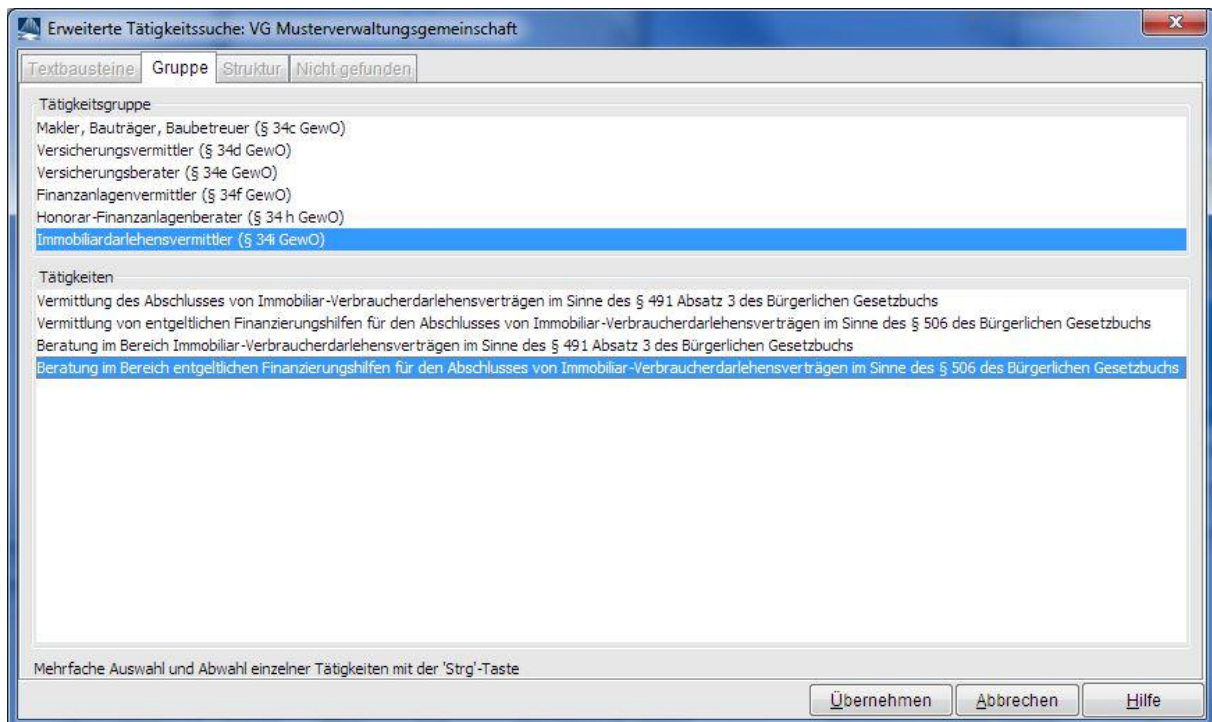 Erweiterte Tätigkeitssuche: VG Musterverwaltungsgemeinschaft
x
Textbausteine Gruppe Struktur Nicht gefunden
Tätigkeitsgruppe
Makler, Bauträger, Baubetreuer (§ 34c GewO)
Versicherungsvermittler (§ 34d GewO)
Versicherungsberater (§ 34e GewO)
Finanzanlagenvermittler (§ 34f GewO)
Honorar-Finanzanlagenberater (§ 34 h GewO)
Immobiliardarlehensvermittler (§ 34i GewO)
Tätigkeiten
Vermittlung des Abschlusses von Immobiliar-Verbraucherdarlehensverträgen im Sinne des § 491 Absatz 3 des Bürgerlichen Gesetzbuchs
Vermittlung von entgeltlichen Finanzierungshilfen für den Abschlusses von Immobiliar-Verbraucherdarlehensverträgen im Sinne des § 506 des Bürgerlichen Gesetzbuchs
Beratung im Bereich Immobiliar-Verbraucherdarlehensverträgen im Sinne des § 491 Absatz 3 des Bürgerlichen Gesetzbuchs
Beratung im Bereich entgeltlichen Finanzierungshilfen für den Abschlusses von Immobiliar-Verbraucherdarlehensverträgen im Sinne des § 506 des Bürgerlichen Gesetzbuchs
Mehrfache Auswahl und Abwahl einzelner Tätigkeiten mit der 'Strg'-Taste
Übernehmen Abbrechen Hilfe